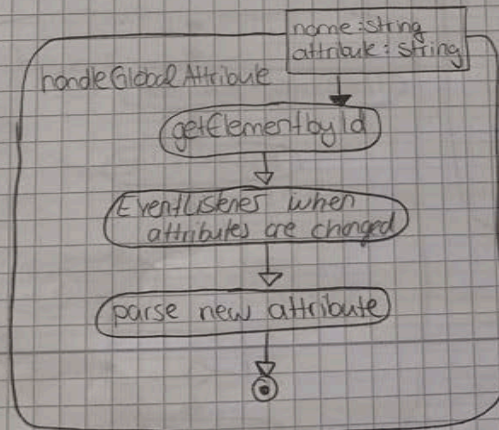 name:string
attribute:string
handleGlobalAttribute
getElementbyId
EventListener when
attributes are changed
parse new attribute